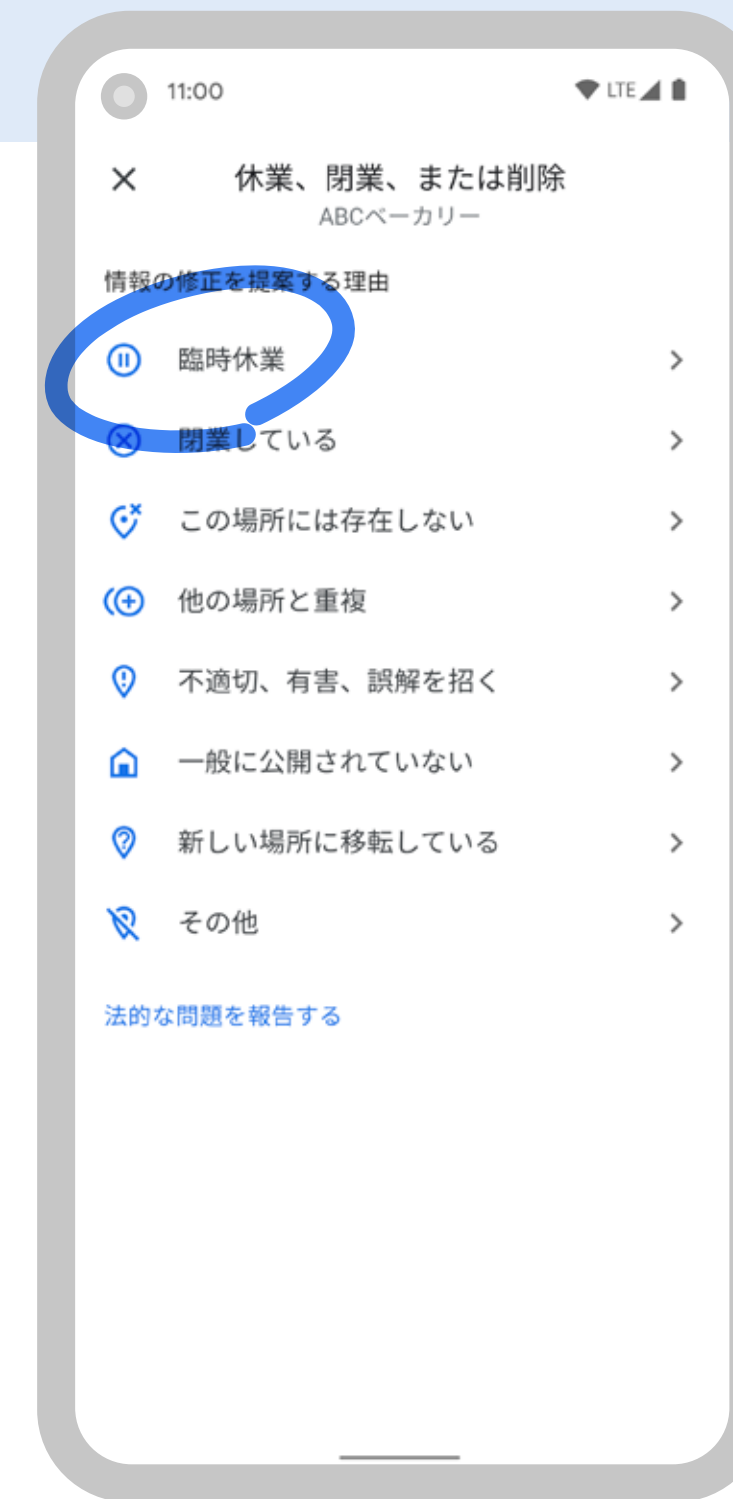 11:00 LTE
休業、閉業、または削除
ABCベーカリー
情報の修正を提案する理由
臨時休業
閉業している
この場所には存在しない
他の場所と重複
不適切、有害、誤解を招く
一般に公開されていない
新しい場所に移転している
その他
法的な問題を報告する